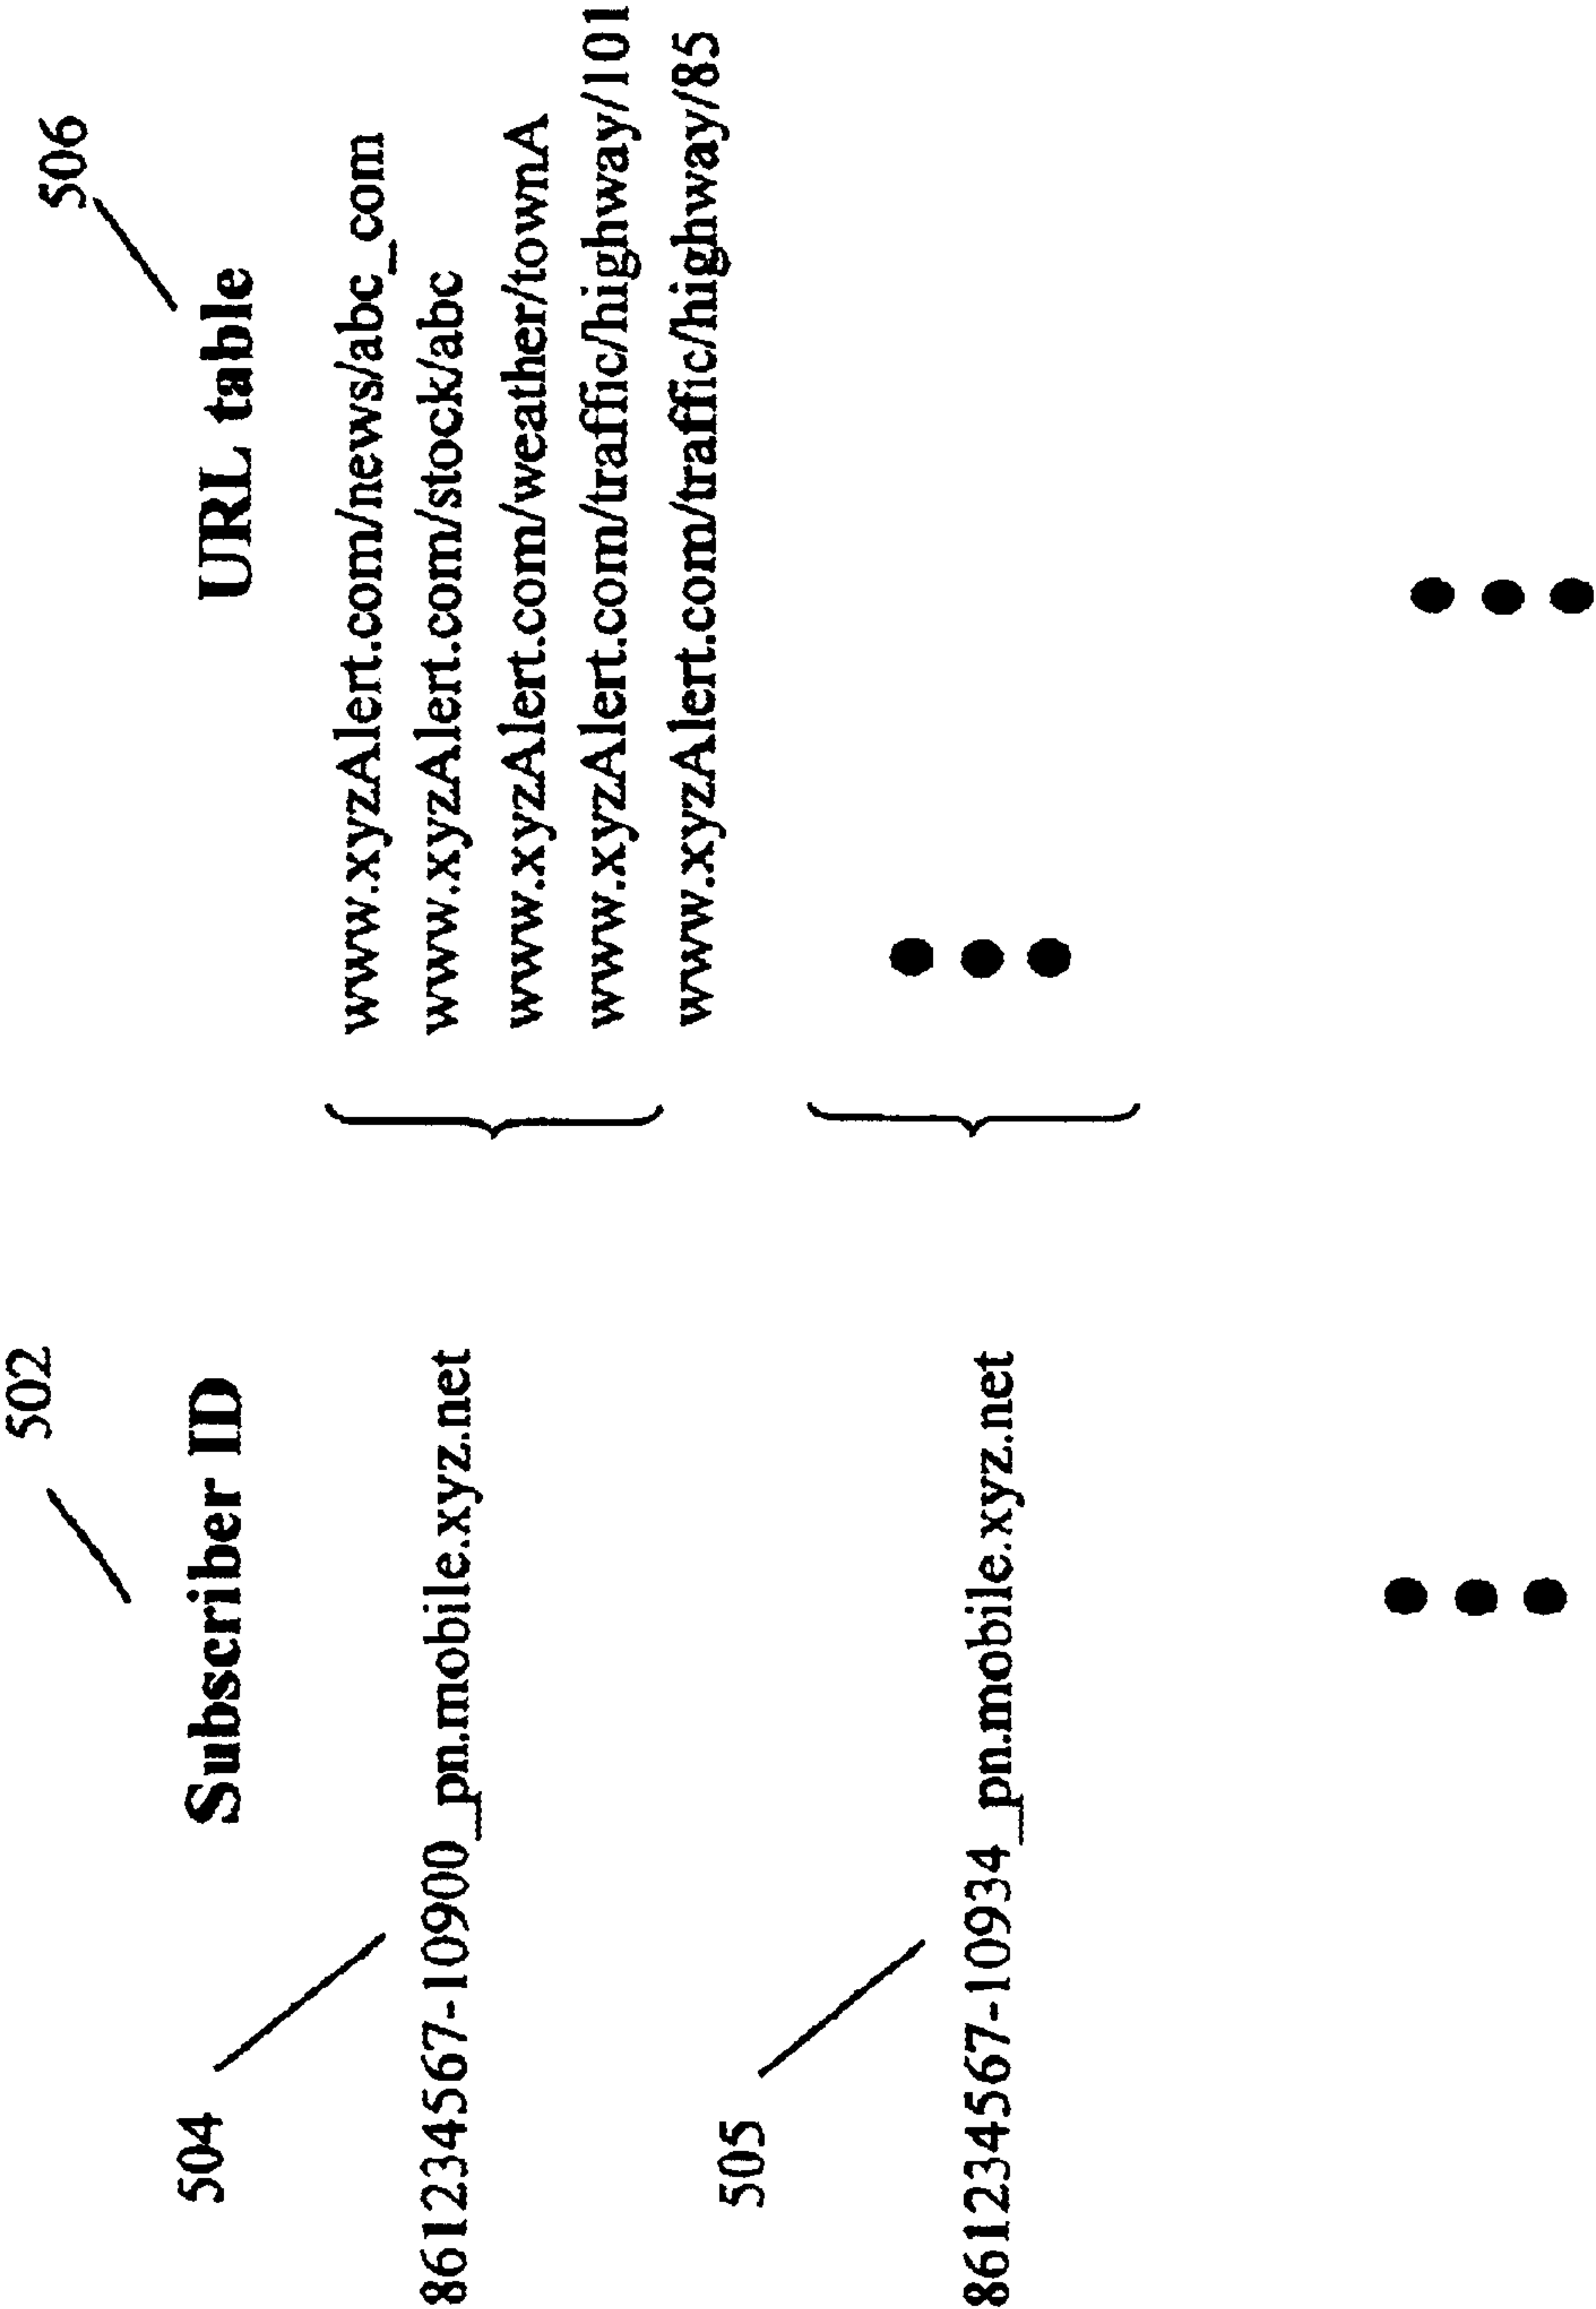 502
506
Subscriber ID
URL table
504
861234567-10900_pn.mobile.xyz.net
www.xyzAlert.com/news/abc_com
www.xyzAlert.com/stock/abc
www.xyzAlert.com/weather/townA
www.xyzAlert.com/traffic/highway/101
www.xyzAlert.com/traffic/highway/85
505
861234567-10934_pn.mobile.xyz.net